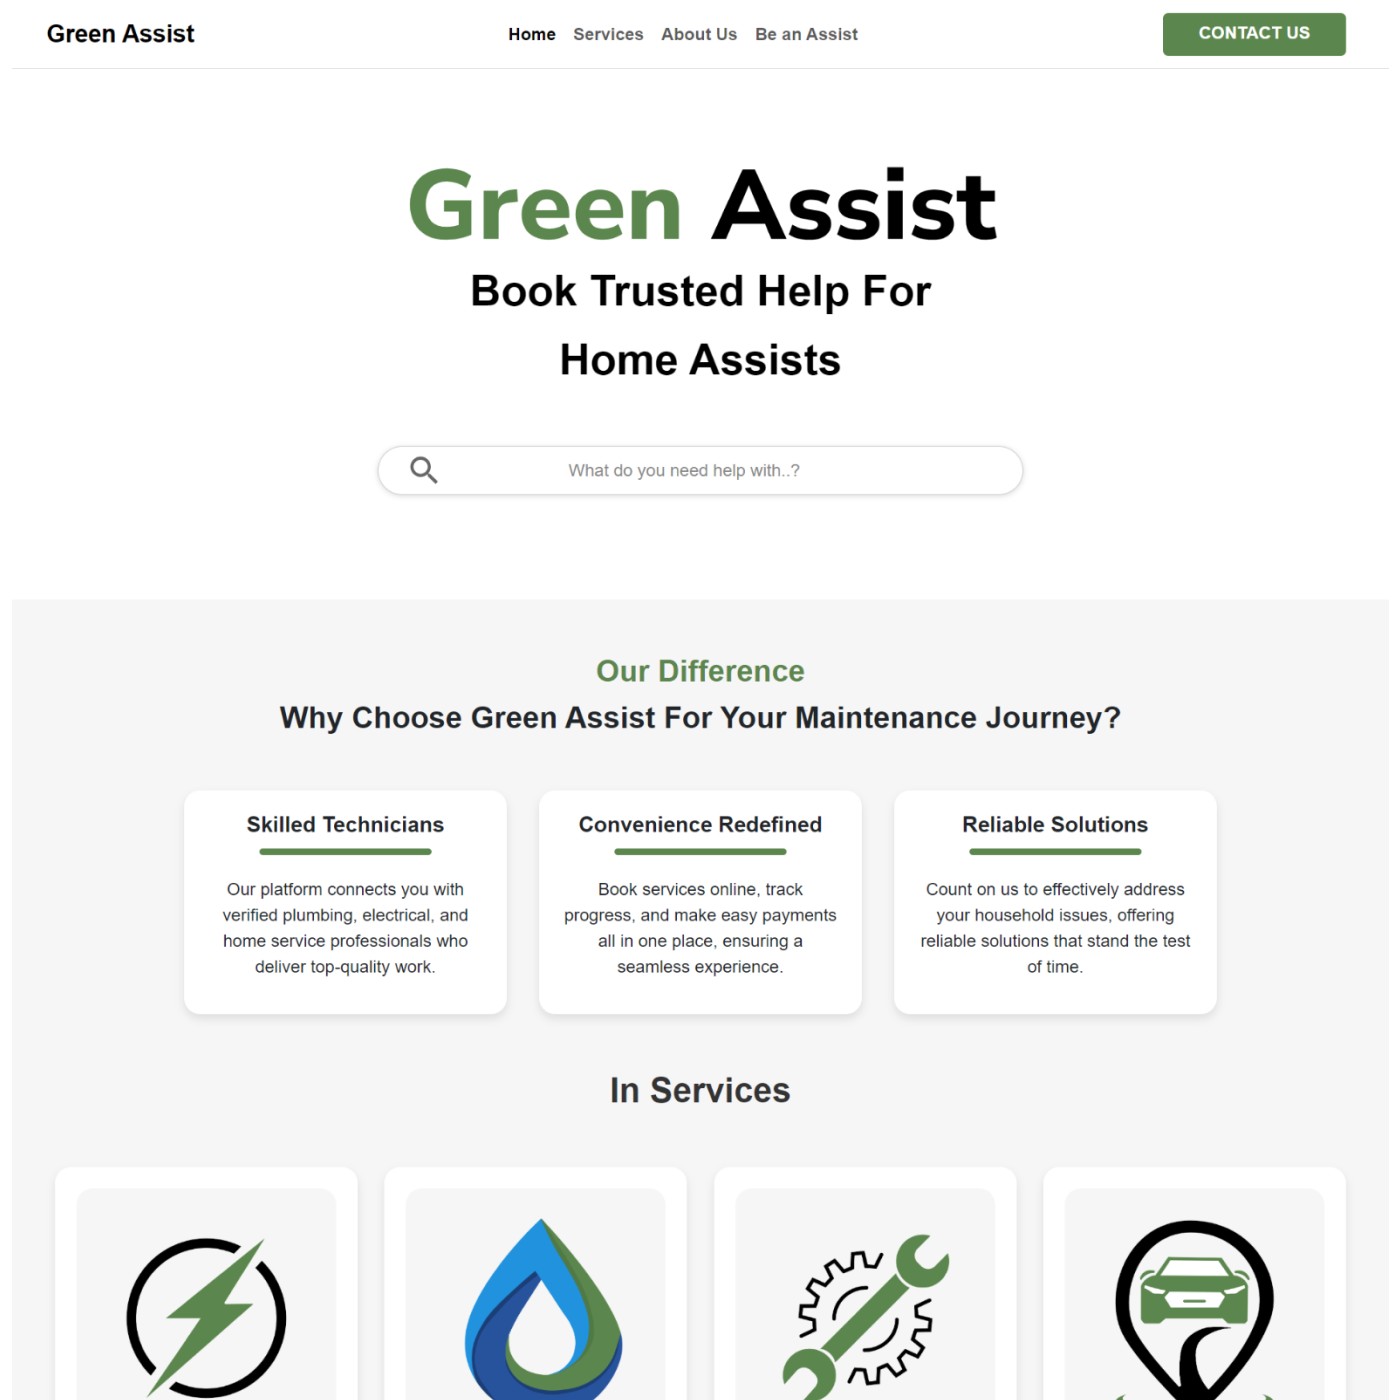 Green Assist
Home Services About Us Be an Assist
CONTACT US
Green Assist
Book Trusted Help For
Home Assists
What do you need help with..?
Our Difference
Why Choose Green Assist For Your Maintenance Journey?
Skilled Technicians
Our platform connects you with
verified plumbing, electrical, and
home service professionals who
deliver top-quality work.
Convenience Redefined
Book services online, track
progress, and make easy payments
all in one place, ensuring a
seamless experience.
Reliable Solutions
Count on us to effectively address
your household issues, offering
reliable solutions that stand the test
of time.
In Services